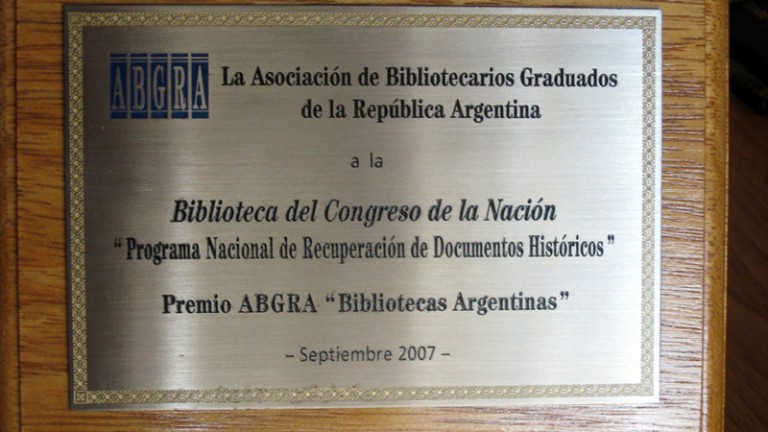 ABGRA
La Asociación de Bibliotecarios Graduados
de la República Argentina
a la
Biblioteca del Congreso de la Nación
"Programa Nacional de Recuperación de Documentos Históricos"
Premio ABGRA "Bibliotecas Argentinas"
– Septiembre 2007 –